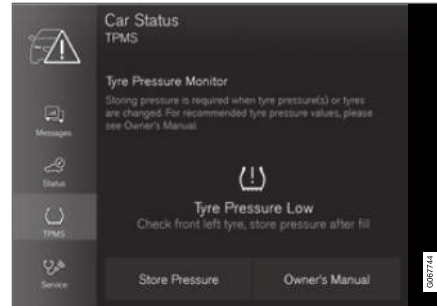 Car Status
TPMS
Tyre Pressure Monitor
Storing pressure is required when tyre pressure(s) or tyres
are changed. For recommended tyre pressure values, please
see Owner's Manual.
Messages
Status
(!)
Tyre Pressure Low
Check front left tyre, store pressure after fill
TPMS
Service
Store Pressure
Owner's Manual
G067744